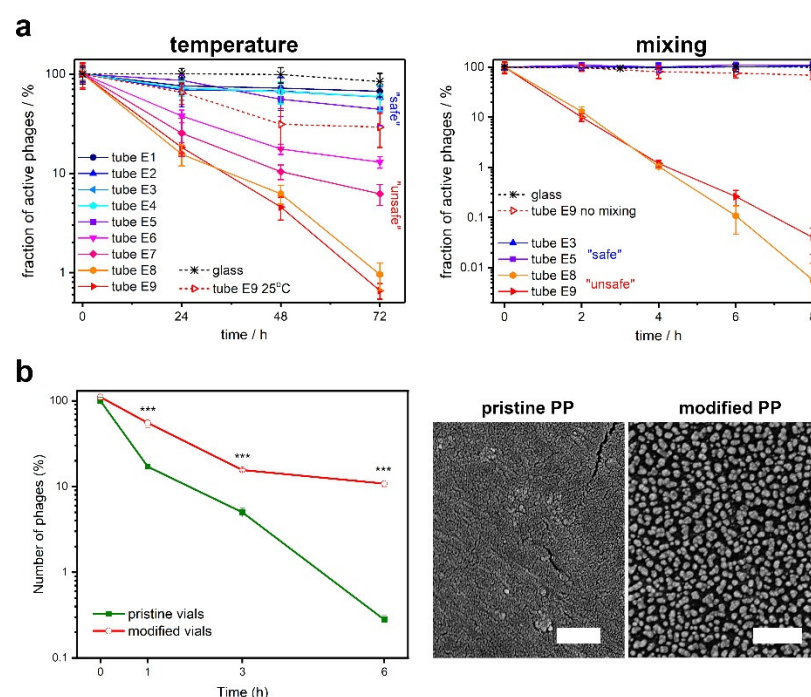 a
temperature
fraction of active phages / %
100
10
1
"safe"
"unsafe"
tube E1
tube E2
tube E3
tube E4
tube E5
tube E6
tube E7
tube E8
tube E9
glass
tube E9 25°C
0 24 48 72
time / h
mixing
fraction of active phages / %
100
10
1
0.1
0.01
glass
tube E9 no mixing
tube E3
tube E5
tube E8
tube E9
"safe"
"unsafe"
0 2 4 6 8
time / h
b
Number of phages (%)
100
10
1
0.1
***
***
***
pristine vials
modified vials
0 1 3 6
Time (h)
pristine PP
modified PP